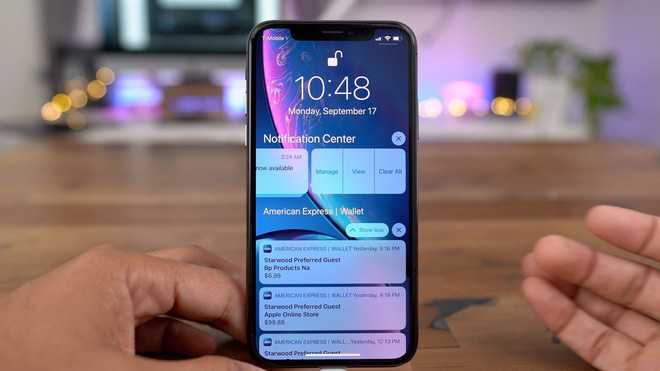 T-Mobile
10:48
Monday, September 17
Notification Center
5:24 AM
now available
Manage
View
Clear All
American Express | Wallet
Show less
AMERICAN EXPRESS / WALLET Yesterday, 5:16 PM
Starwood Preferred Guest
Bp Products Na
$6.99
AMERICAN EXPRESS / WALLET Yesterday, 4:19 PM
Starwood Preferred Guest
Apple Online Store
$98.88
AMERICAN EXPRESS / WALL... Yesterday, 12:13 PM
Starwood Preferred Guest